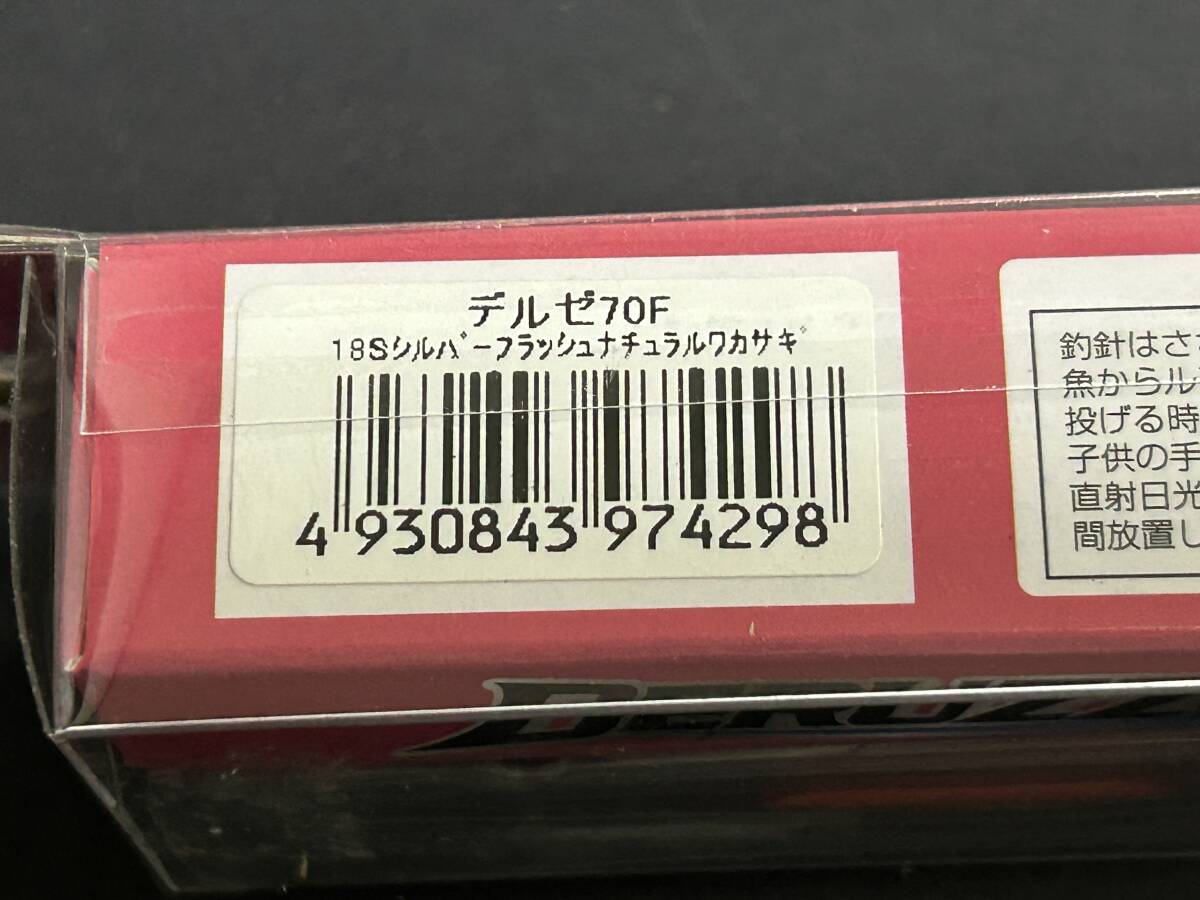 デルゼ70F
18Sシルバーフラッシュナチュラルワカサギ
4 930843 974298
釣針はさ
魚からル
投げる時
子供の手
直射日光
間放置し
DERUZ